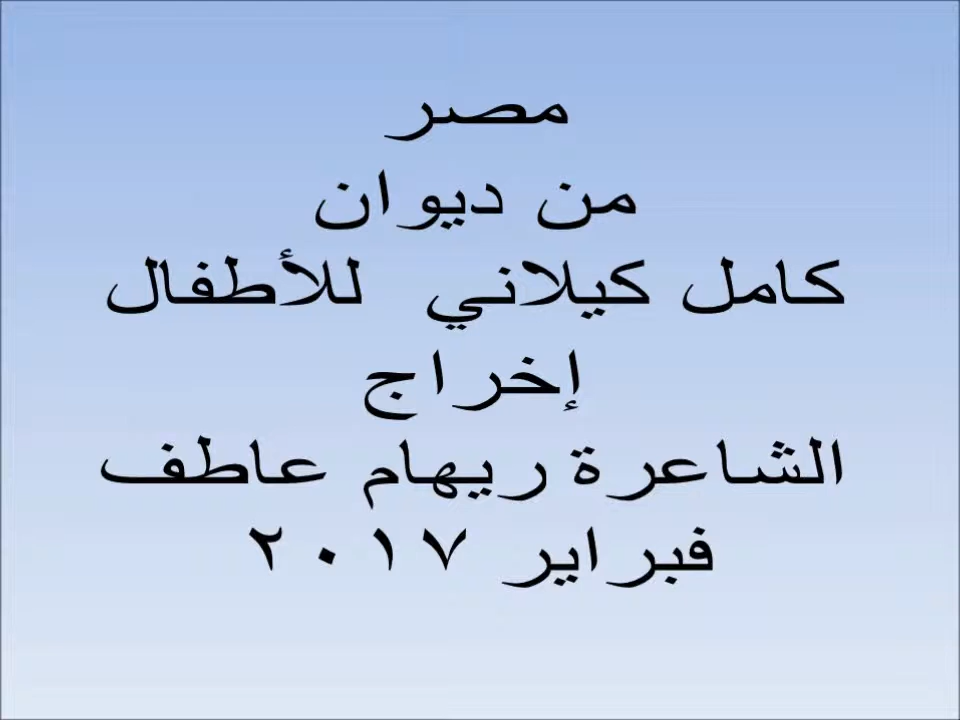 مصر
من ديوان
كامل كيلاني للأطفال
إخراج
الشاعرة ريهام عاطف
فبراير ٢٠١٧